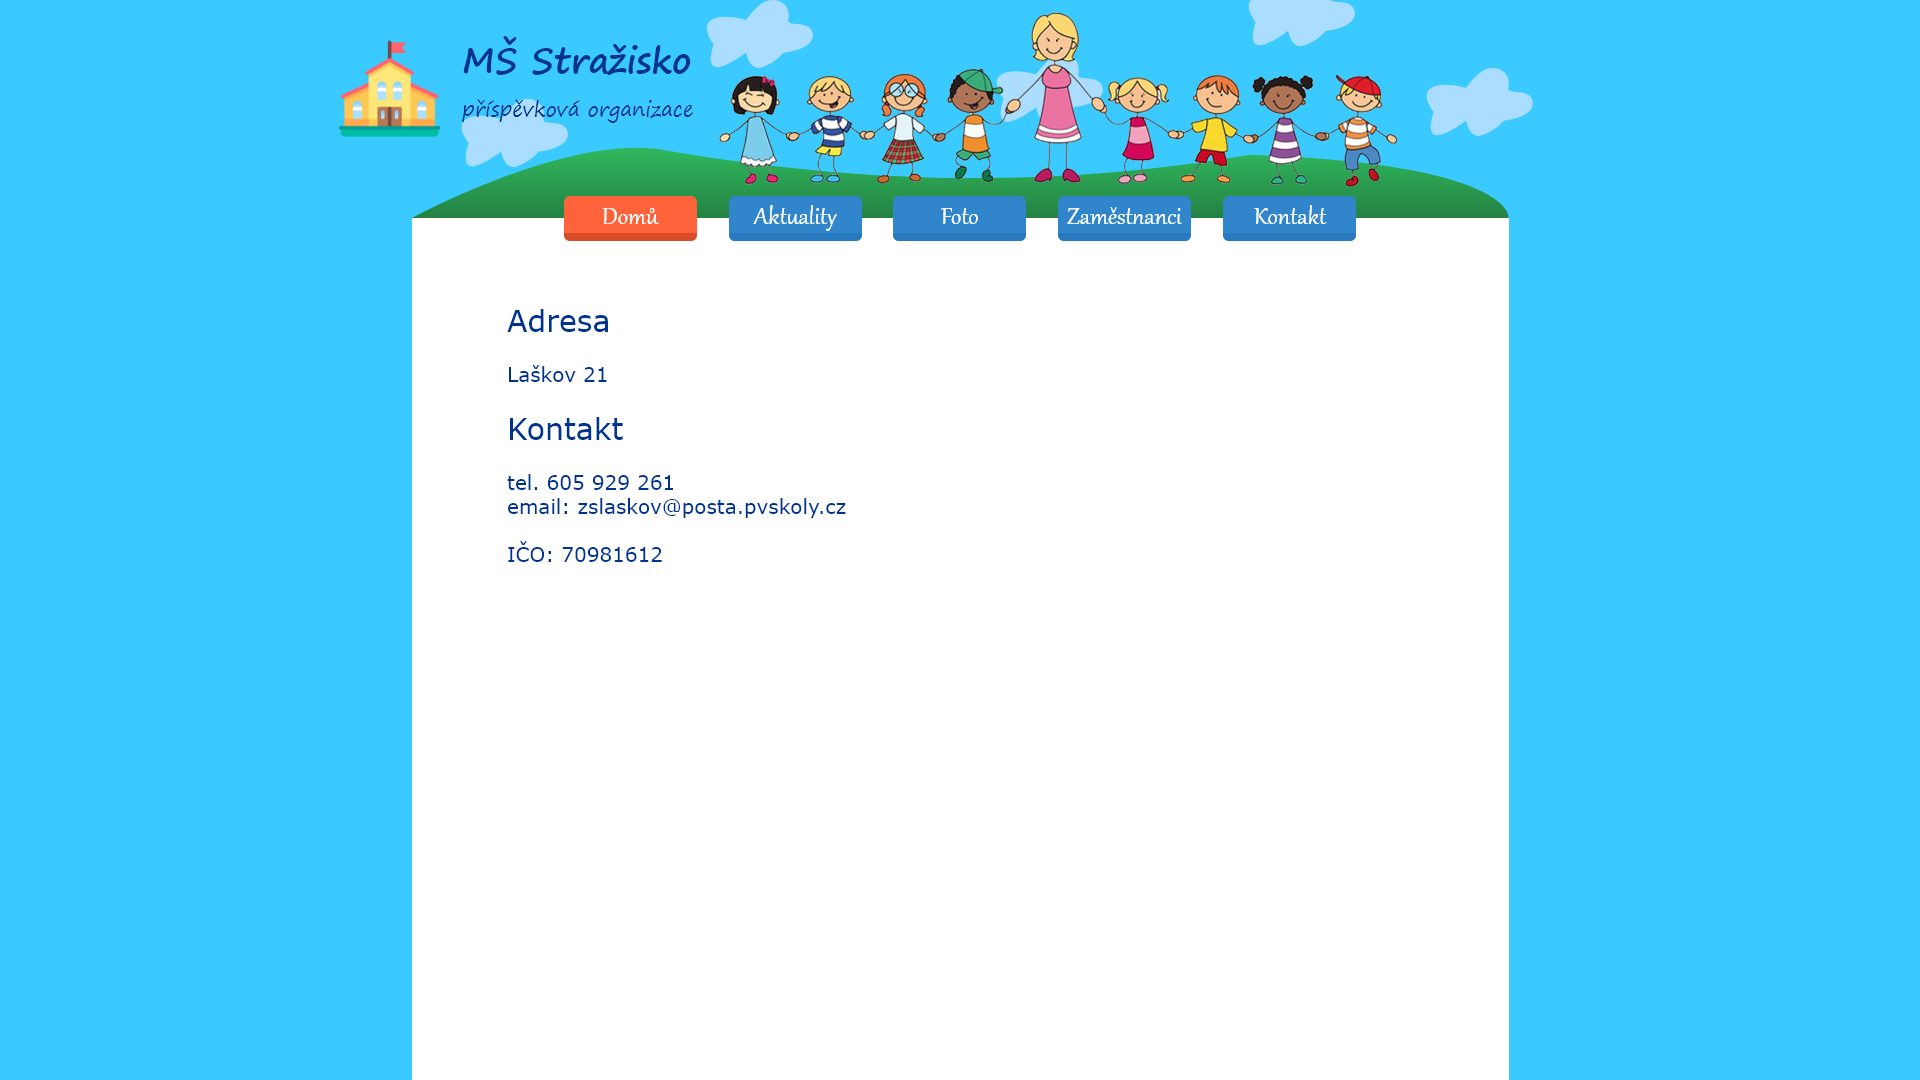 MŠ Stražisko
příspěvková organizace
Domů
Aktuality
Foto
Zaměstnanci
Kontakt
Adresa
Laškov 21
Kontakt
tel. 605 929 261
email: zslaskov@posta.pvskoly.cz
IČO: 70981612